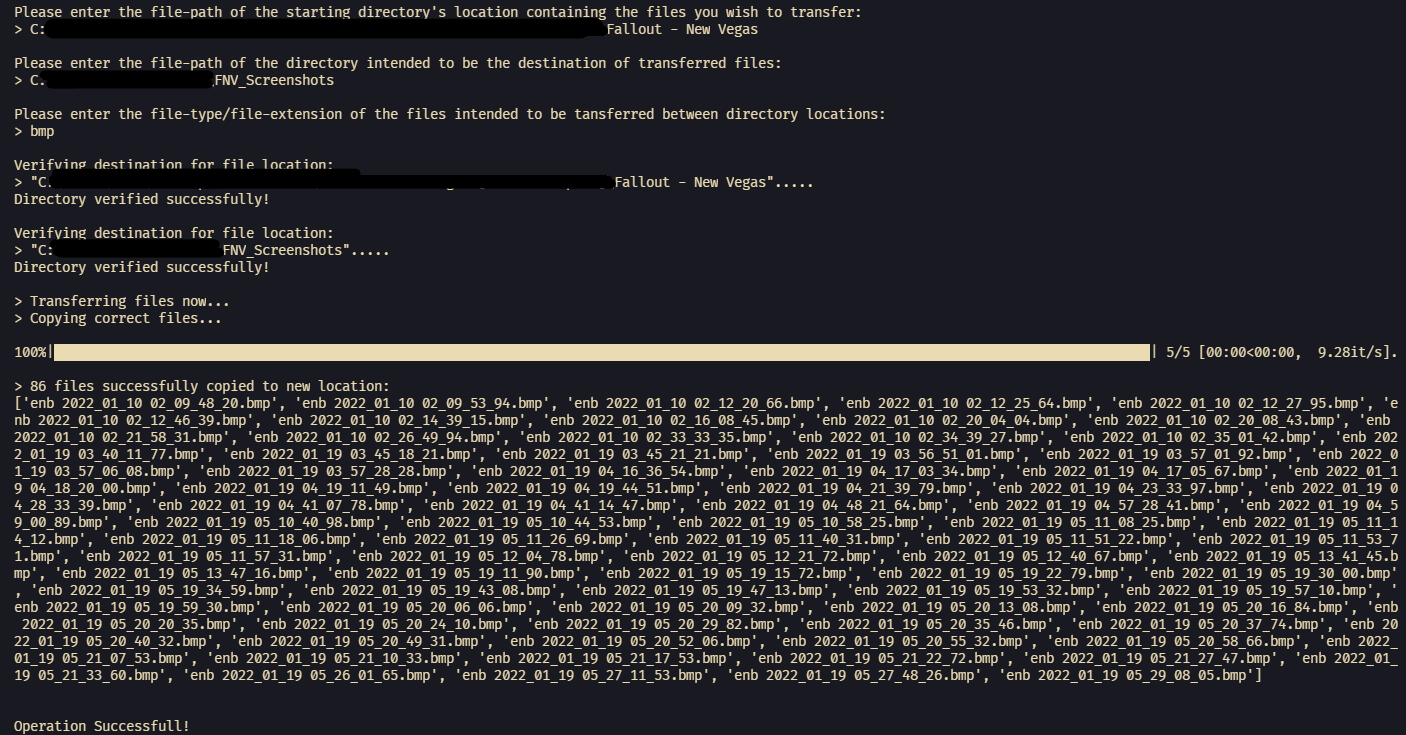 Please enter the file-path of the starting directory's location containing the files you wish to transfer:
> C: Fallout - New Vegas
Please enter the file-path of the directory intended to be the destination of transferred files:
> C. FNV_Screenshots
Please enter the file-type/file-extension of the files intended to be tansferred between directory locations:
> bmp
Verifying destination for file location:
> "C. Fallout - New Vegas".....
Directory verified successfully!
Verifying destination for file location:
> "C: FNV_Screenshots".....
Directory verified successfully!
> Transferring files now...
> Copying correct files...
100%| | 5/5 [00:00<00:00,  9.28it/s].
> 86 files successfully copied to new location:
['enb 2022_01_10 02_09_48_20.bmp', 'enb 2022_01_10 02_09_53_94.bmp', 'enb 2022_01_10 02_12_20_66.bmp', 'enb 2022_01_10 02_12_25_64.bmp', 'enb 2022_01_10 02_12_27_95.bmp', 'e
nb 2022_01_10 02_12_46_39.bmp', 'enb 2022_01_10 02_14_39_15.bmp', 'enb 2022_01_10 02_16_08_45.bmp', 'enb 2022_01_10 02_20_04_04.bmp', 'enb 2022_01_10 02_20_08_43.bmp', 'enb
2022_01_10 02_21_58_31.bmp', 'enb 2022_01_10 02_26_49_94.bmp', 'enb 2022_01_10 02_33_33_35.bmp', 'enb 2022_01_10 02_34_39_27.bmp', 'enb 2022_01_10 02_35_01_42.bmp', 'enb 202
2_01_19 03_40_11_77.bmp', 'enb 2022_01_19 03_45_18_21.bmp', 'enb 2022_01_19 03_45_21_21.bmp', 'enb 2022_01_19 03_56_51_01.bmp', 'enb 2022_01_19 03_57_01_92.bmp', 'enb 2022_0
1_19 03_57_06_08.bmp', 'enb 2022_01_19 03_57_28_28.bmp', 'enb 2022_01_19 04_16_36_54.bmp', 'enb 2022_01_19 04_17_03_34.bmp', 'enb 2022_01_19 04_17_05_67.bmp', 'enb 2022_01_1
9 04_18_20_00.bmp', 'enb 2022_01_19 04_19_11_49.bmp', 'enb 2022_01_19 04_19_44_51.bmp', 'enb 2022_01_19 04_21_39_79.bmp', 'enb 2022_01_19 04_23_33_97.bmp', 'enb 2022_01_19 0
4_28_33_39.bmp', 'enb 2022_01_19 04_41_07_78.bmp', 'enb 2022_01_19 04_41_14_47.bmp', 'enb 2022_01_19 04_48_21_64.bmp', 'enb 2022_01_19 04_57_28_41.bmp', 'enb 2022_01_19 04_5
9_00_89.bmp', 'enb 2022_01_19 05_10_40_98.bmp', 'enb 2022_01_19 05_10_44_53.bmp', 'enb 2022_01_19 05_10_58_25.bmp', 'enb 2022_01_19 05_11_08_25.bmp', 'enb 2022_01_19 05_11_1
4_12.bmp', 'enb 2022_01_19 05_11_18_06.bmp', 'enb 2022_01_19 05_11_26_69.bmp', 'enb 2022_01_19 05_11_40_31.bmp', 'enb 2022_01_19 05_11_51_22.bmp', 'enb 2022_01_19 05_11_53_7
1.bmp', 'enb 2022_01_19 05_11_57_31.bmp', 'enb 2022_01_19 05_12_04_78.bmp', 'enb 2022_01_19 05_12_21_72.bmp', 'enb 2022_01_19 05_12_40_67.bmp', 'enb 2022_01_19 05_13_41_45.b
mp', 'enb 2022_01_19 05_13_47_16.bmp', 'enb 2022_01_19 05_19_11_90.bmp', 'enb 2022_01_19 05_19_15_72.bmp', 'enb 2022_01_19 05_19_22_79.bmp', 'enb 2022_01_19 05_19_30_00.bmp'
, 'enb 2022_01_19 05_19_34_59.bmp', 'enb 2022_01_19 05_19_43_08.bmp', 'enb 2022_01_19 05_19_47_13.bmp', 'enb 2022_01_19 05_19_53_32.bmp', 'enb 2022_01_19 05_19_57_10.bmp', '
enb 2022_01_19 05_19_59_30.bmp', 'enb 2022_01_19 05_20_06_06.bmp', 'enb 2022_01_19 05_20_09_32.bmp', 'enb 2022_01_19 05_20_13_08.bmp', 'enb 2022_01_19 05_20_16_84.bmp', 'enb
 2022_01_19 05_20_20_35.bmp', 'enb 2022_01_19 05_20_24_10.bmp', 'enb 2022_01_19 05_20_29_82.bmp', 'enb 2022_01_19 05_20_35_46.bmp', 'enb 2022_01_19 05_20_37_74.bmp', 'enb 20
22_01_19 05_20_40_32.bmp', 'enb 2022_01_19 05_20_49_31.bmp', 'enb 2022_01_19 05_20_52_06.bmp', 'enb 2022_01_19 05_20_55_32.bmp', 'enb 2022_01_19 05_20_58_66.bmp', 'enb 2022_
01_19 05_21_07_53.bmp', 'enb 2022_01_19 05_21_10_33.bmp', 'enb 2022_01_19 05_21_17_53.bmp', 'enb 2022_01_19 05_21_22_72.bmp', 'enb 2022_01_19 05_21_27_47.bmp', 'enb 2022_01_
19 05_21_33_60.bmp', 'enb 2022_01_19 05_26_01_65.bmp', 'enb 2022_01_19 05_27_11_53.bmp', 'enb 2022_01_19 05_27_48_26.bmp', 'enb 2022_01_19 05_29_08_05.bmp']
Operation Successfull!